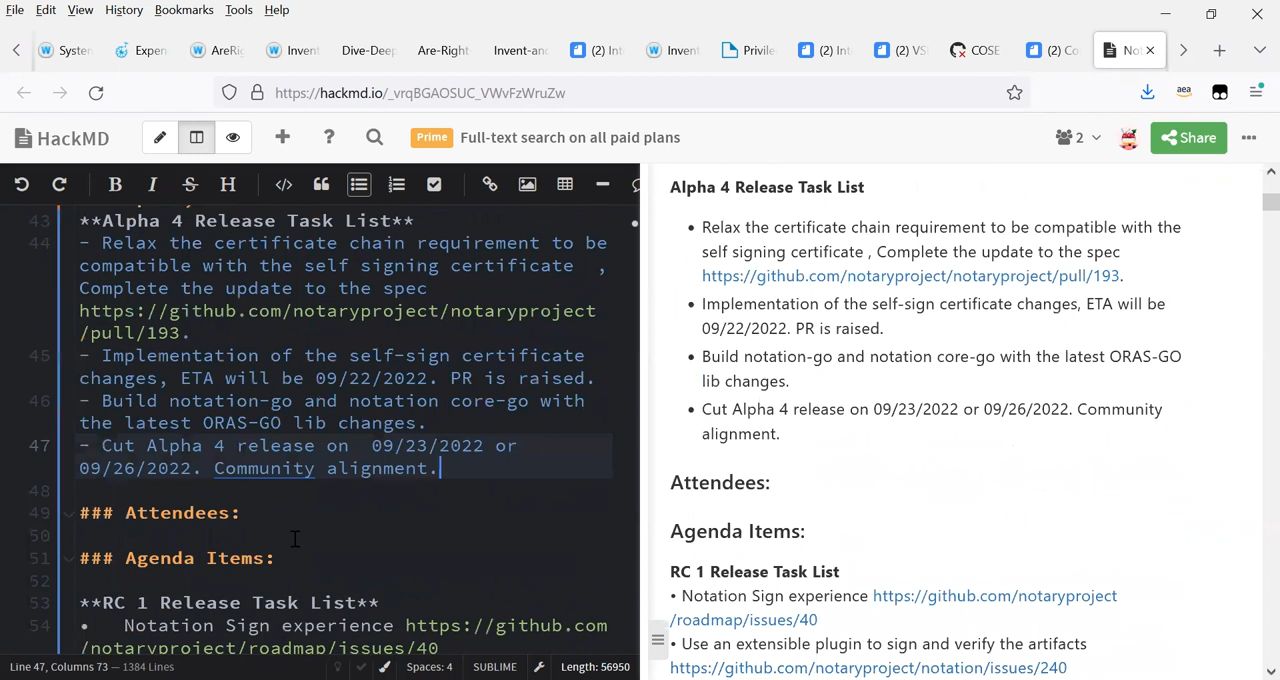 File Edit View History Bookmarks Tools Help
System Expen AreRig Invent Dive-Deep Are-Right Invent-and (2) Int Invent Privile (2) Int (2) VS COSE (2) Co Not
https://hackmd.io/_vrqBGAOSUC_VWvFzWruZw aea
HackMD Prime Full-text search on all paid plans 2 Share
B I S H
43 **Alpha 4 Release Task List**
44 - Relax the certificate chain requirement to be
compatible with the self signing certificate ,
Complete the update to the spec
https://github.com/notaryproject/notaryproject
/pull/193.
45 - Implementation of the self-sign certificate
changes, ETA will be 09/22/2022. PR is raised.
46 - Build notation-go and notation core-go with
the latest ORAS-GO lib changes.
47 - Cut Alpha 4 release on 09/23/2022 or
09/26/2022. Community alignment.
48
49 ### Attendees:
50
51 ### Agenda Items:
52
53 **RC 1 Release Task List**
54 • Notation Sign experience https://github.com
/notaryproject/roadmap/issues/40
Line 47, Columns 73 — 1384 Lines Spaces: 4 SUBLIME Length: 56950
Alpha 4 Release Task List
• Relax the certificate chain requirement to be compatible with the
self signing certificate , Complete the update to the spec
https://github.com/notaryproject/notaryproject/pull/193.
• Implementation of the self-sign certificate changes, ETA will be
09/22/2022. PR is raised.
• Build notation-go and notation core-go with the latest ORAS-GO
lib changes.
• Cut Alpha 4 release on 09/23/2022 or 09/26/2022. Community
alignment.
Attendees:
Agenda Items:
RC 1 Release Task List
• Notation Sign experience https://github.com/notaryproject
/roadmap/issues/40
• Use an extensible plugin to sign and verify the artifacts
https://github.com/notaryproject/notation/issues/240